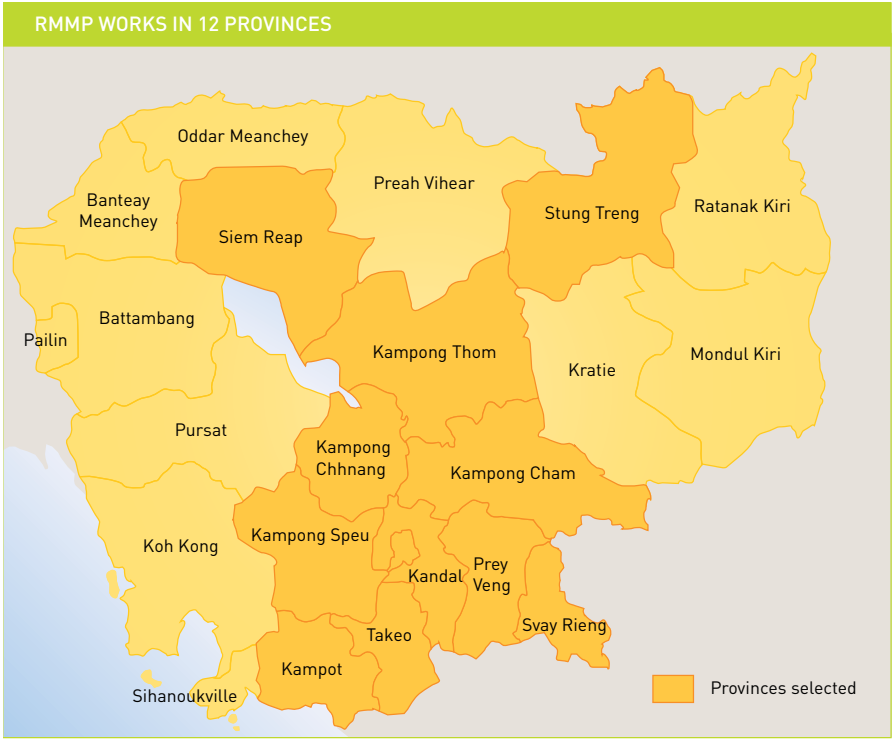 RMMP WORKS IN 12 PROVINCES
Oddar Meanchey
Preah Vihear
Banteay
Meanchey
Siem Reap
Stung Treng
Ratanak Kiri
Battambang
Pailin
Kampong Thom
Kratie
Mondul Kiri
Pursat
Kampong
Chhnang
Kampong Cham
Koh Kong
Kampong Speu
Kandal
Prey
Veng
Takeo
Svay Rieng
Kampot
Sihanoukville
Provinces selected